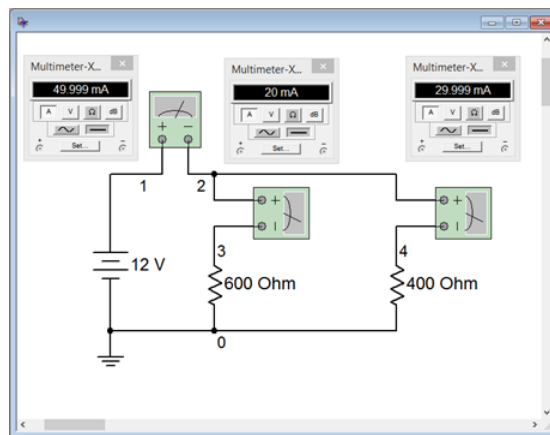 Multimeter-X...
49.999 mA
A V Ω dB
Set...
+ -
Multimeter-X...
20 mA
A V Ω dB
Set...
+ -
Multimeter-X...
29.999 mA
A V Ω dB
Set...
+ -
+ −
1 2
+
+
3 4
12 V
600 Ohm
400 Ohm
0